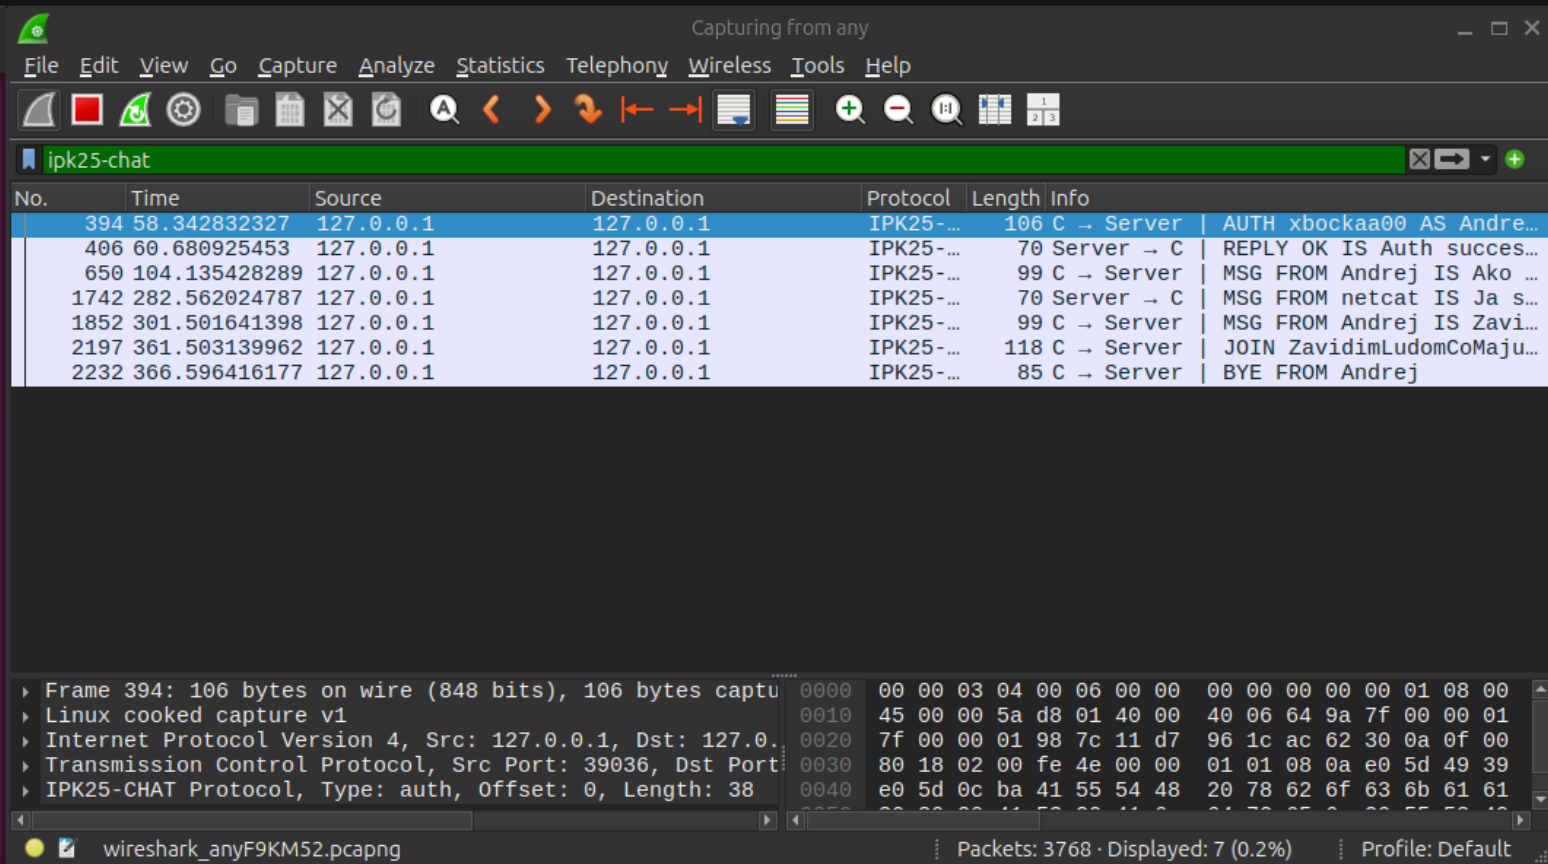 Capturing from any
File Edit View Go Capture Analyze Statistics Telephony Wireless Tools Help
ipk25-chat
No. Time Source Destination Protocol Length Info
394 58.342832327 127.0.0.1 127.0.0.1 IPK25-… 106 C → Server | AUTH xbockaa00 AS Andre…
406 60.680925453 127.0.0.1 127.0.0.1 IPK25-… 70 Server → C | REPLY OK IS Auth succes…
650 104.135428289 127.0.0.1 127.0.0.1 IPK25-… 99 C → Server | MSG FROM Andrej IS Ako …
1742 282.562024787 127.0.0.1 127.0.0.1 IPK25-… 70 Server → C | MSG FROM netcat IS Ja s…
1852 301.501641398 127.0.0.1 127.0.0.1 IPK25-… 99 C → Server | MSG FROM Andrej IS Zavi…
2197 361.503139962 127.0.0.1 127.0.0.1 IPK25-… 118 C → Server | JOIN ZavidimLudomCoMaju…
2232 366.596416177 127.0.0.1 127.0.0.1 IPK25-… 85 C → Server | BYE FROM Andrej
Frame 394: 106 bytes on wire (848 bits), 106 bytes captu
Linux cooked capture v1
Internet Protocol Version 4, Src: 127.0.0.1, Dst: 127.0.
Transmission Control Protocol, Src Port: 39036, Dst Port
IPK25-CHAT Protocol, Type: auth, Offset: 0, Length: 38
0000 00 00 03 04 00 06 00 00 00 00 00 00 00 01 08 00
0010 45 00 00 5a d8 01 40 00 40 06 64 9a 7f 00 00 01
0020 7f 00 00 01 98 7c 11 d7 96 1c ac 62 30 0a 0f 00
0030 80 18 02 00 fe 4e 00 00 01 01 08 0a e0 5d 49 39
0040 e0 5d 0c ba 41 55 54 48 20 78 62 6f 63 6b 61 61
wireshark_anyF9KM52.pcapng
Packets: 3768 · Displayed: 7 (0.2%)
Profile: Default